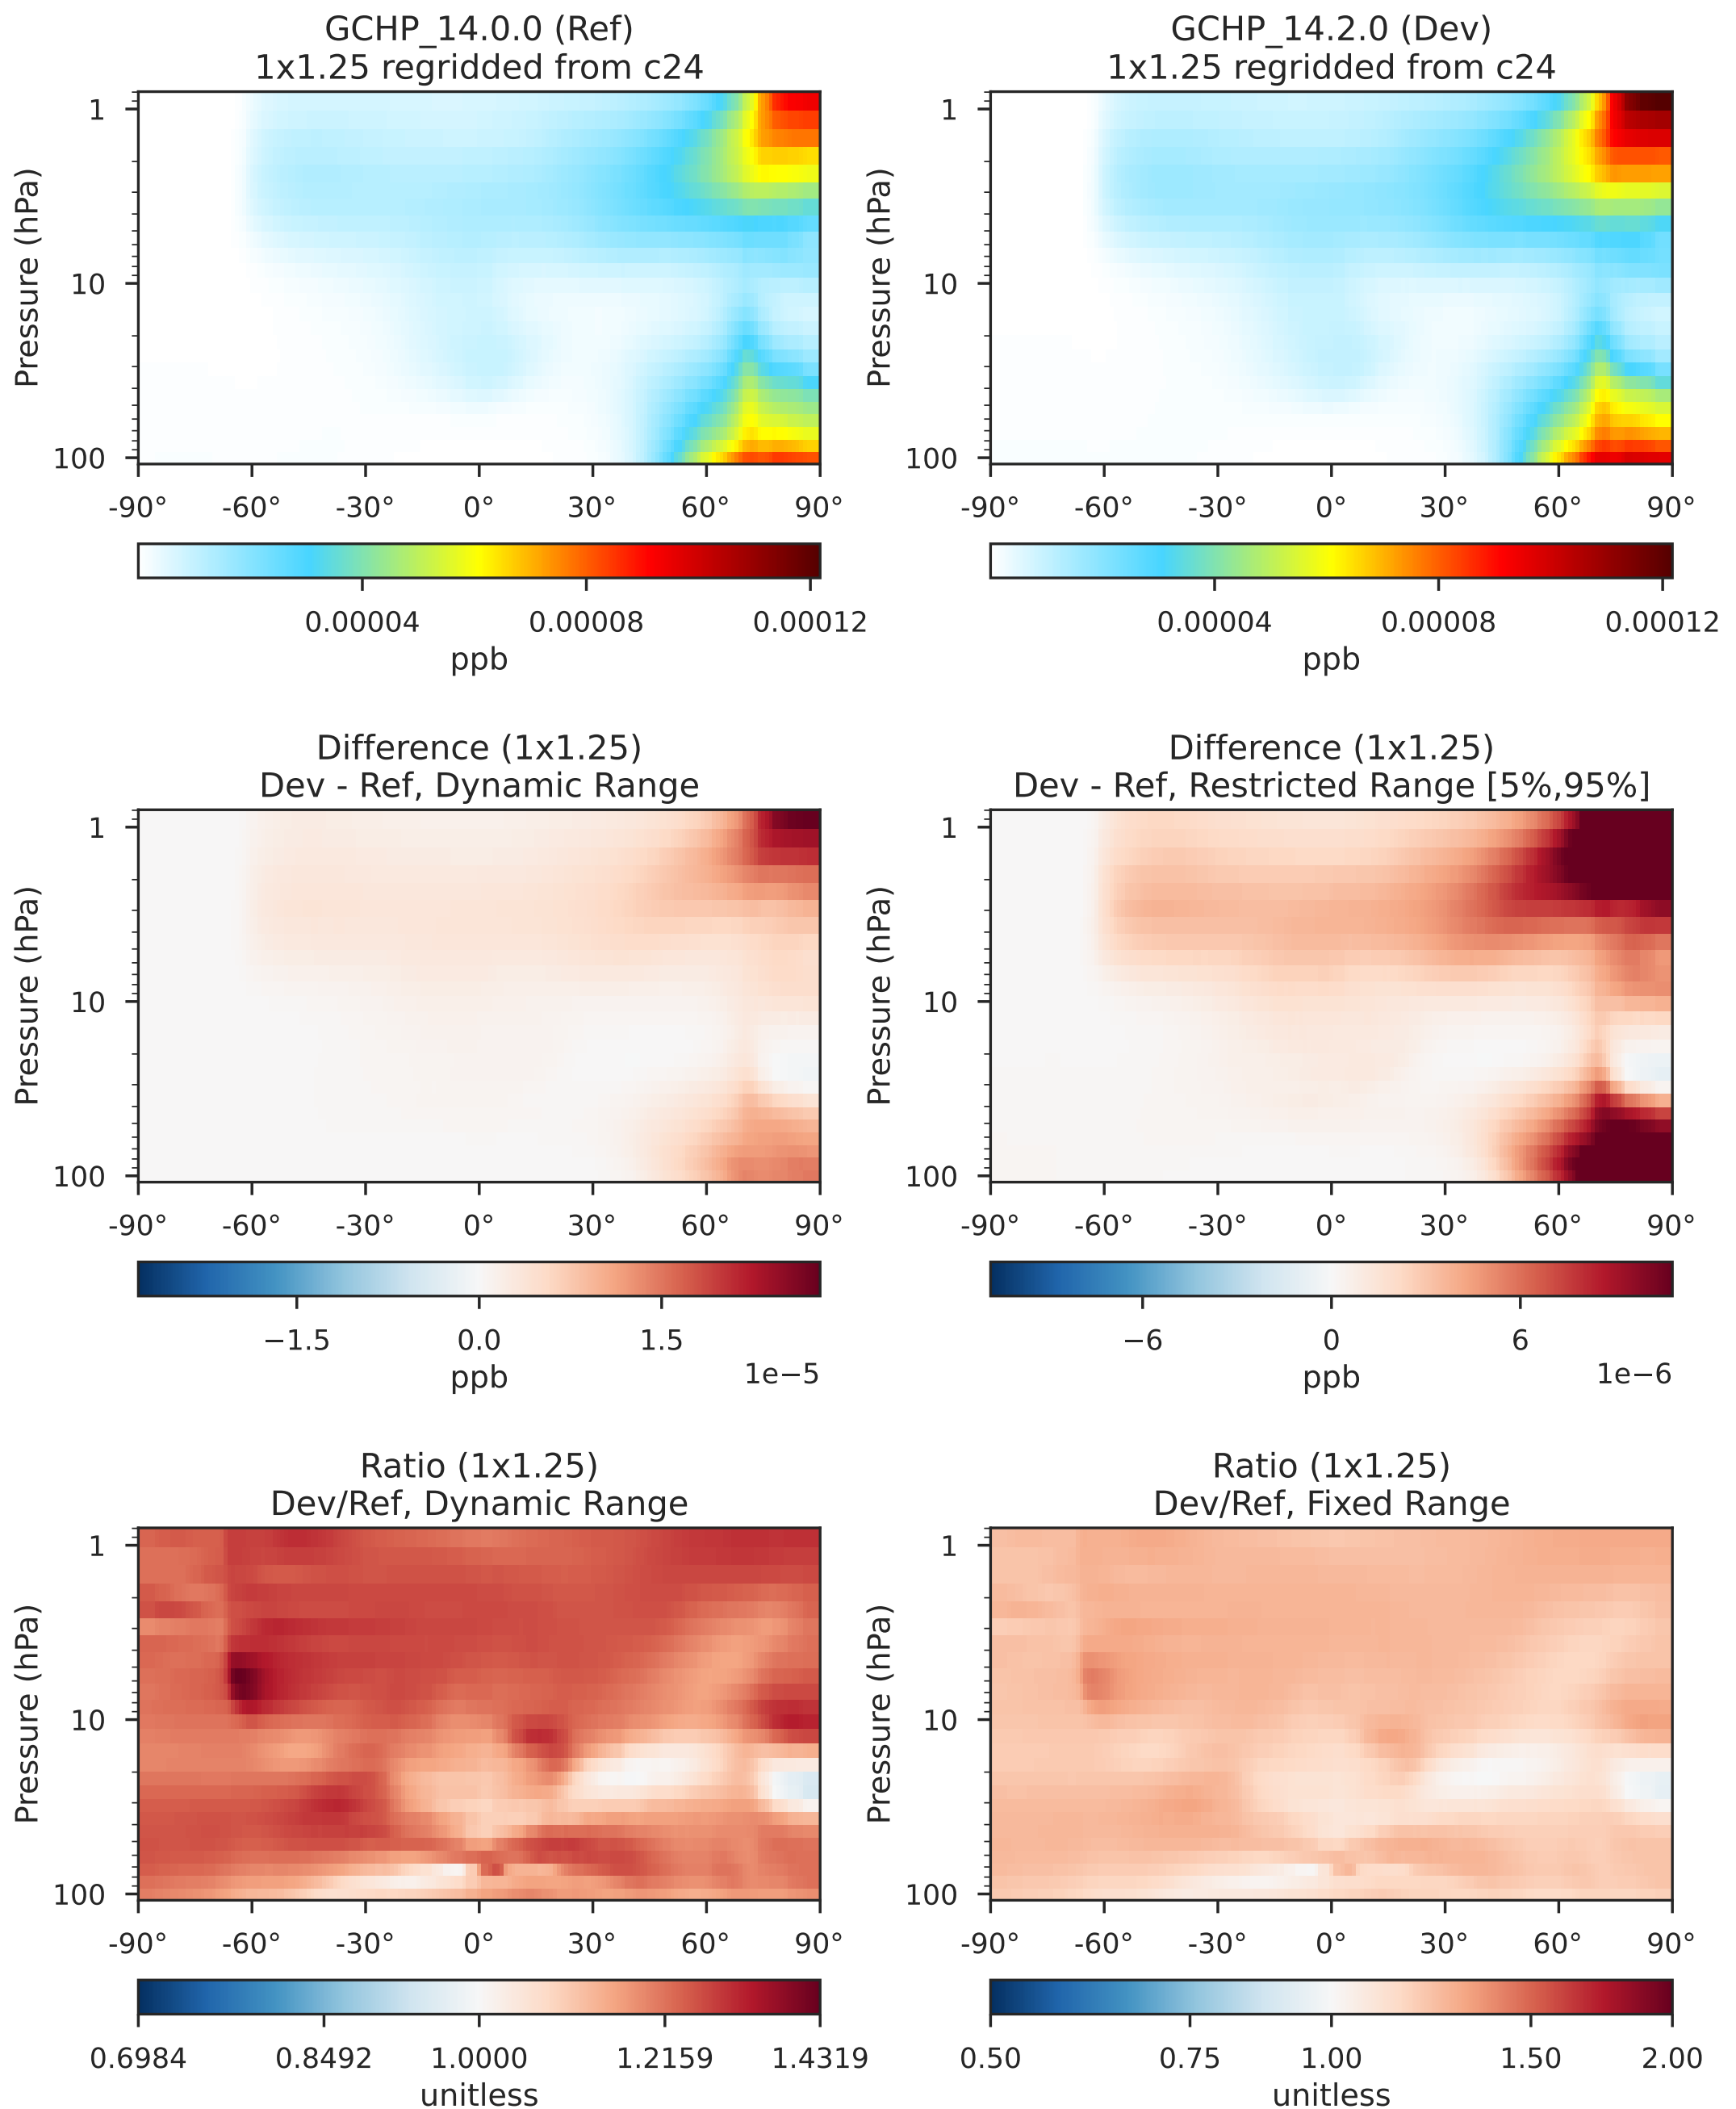 GCHP_14.0.0 (Ref)
1x1.25 regridded from c24
GCHP_14.2.0 (Dev)
1x1.25 regridded from c24
Pressure (hPa)
1
10
100
-90° -60° -30° 0° 30° 60° 90°
0.00004 0.00008 0.00012
ppb
Pressure (hPa)
1
10
100
-90° -60° -30° 0° 30° 60° 90°
0.00004 0.00008 0.00012
ppb
Difference (1x1.25)
Dev - Ref, Dynamic Range
Difference (1x1.25)
Dev - Ref, Restricted Range [5%,95%]
Pressure (hPa)
1
10
100
-90° -60° -30° 0° 30° 60° 90°
−1.5 0.0 1.5
ppb 1e−5
Pressure (hPa)
1
10
100
-90° -60° -30° 0° 30° 60° 90°
−6 0 6
ppb 1e−6
Ratio (1x1.25)
Dev/Ref, Dynamic Range
Ratio (1x1.25)
Dev/Ref, Fixed Range
Pressure (hPa)
1
10
100
-90° -60° -30° 0° 30° 60° 90°
0.6984 0.8492 1.0000 1.2159 1.4319
unitless
Pressure (hPa)
1
10
100
-90° -60° -30° 0° 30° 60° 90°
0.50 0.75 1.00 1.50 2.00
unitless